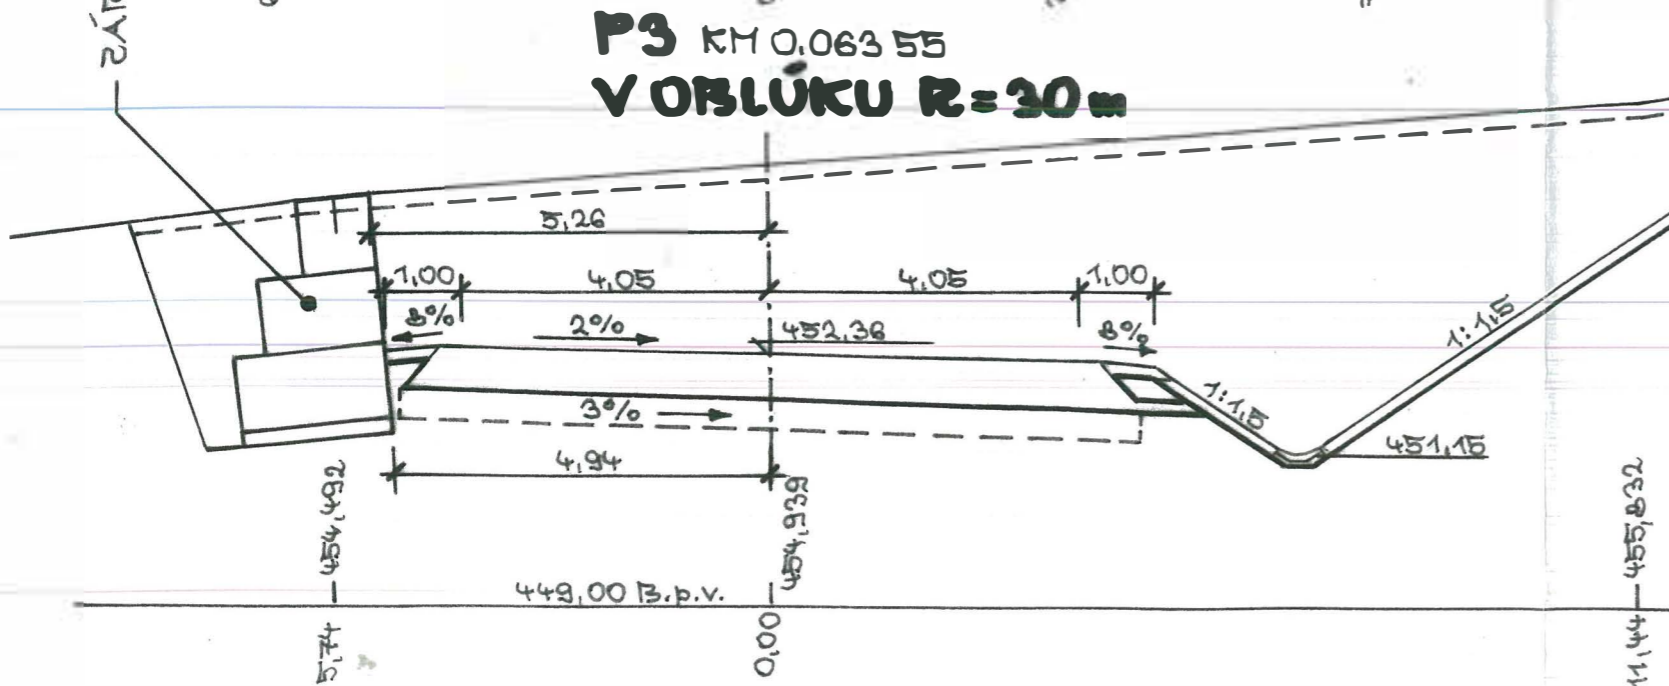 P3 KM 0,063 55
V OBLÚKU R=30m
5,26
1,00 4,05 4,05 1,00
8% 2% 452,36 8%
1:1,5
1:1,5
3%
451,15
4,94
454,492
454,939
455,832
449,00 B.p.v.
5,74
0,00
11,44